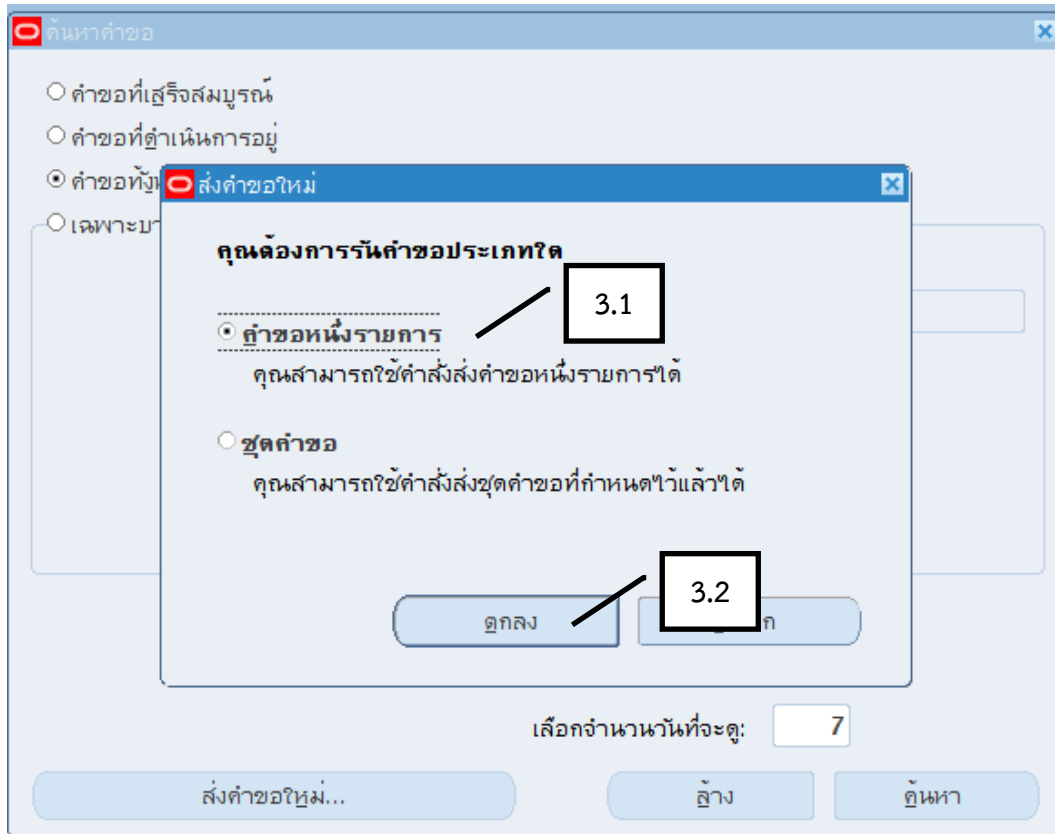 ค้นหาคำขอ
คำขอที่เสร็จสมบูรณ์
คำขอที่ดำเนินการอยู่
คำขอทั้งห
ส่งคำขอใหม่
เฉพาะบา
คุณต้องการรันคำขอประเภทใด
3.1
คำขอหนึ่งรายการ
คุณสามารถใช้คำสั่งส่งคำขอหนึ่งรายการได้
ชุดคำขอ
คุณสามารถใช้คำสั่งส่งชุดคำขอที่กำหนดไว้แล้วได้
3.2
ตกลง
ก
เลือกจำนวนวันที่จะดู: 7
ส่งคำขอใหม่... ล้าง ค้นหา